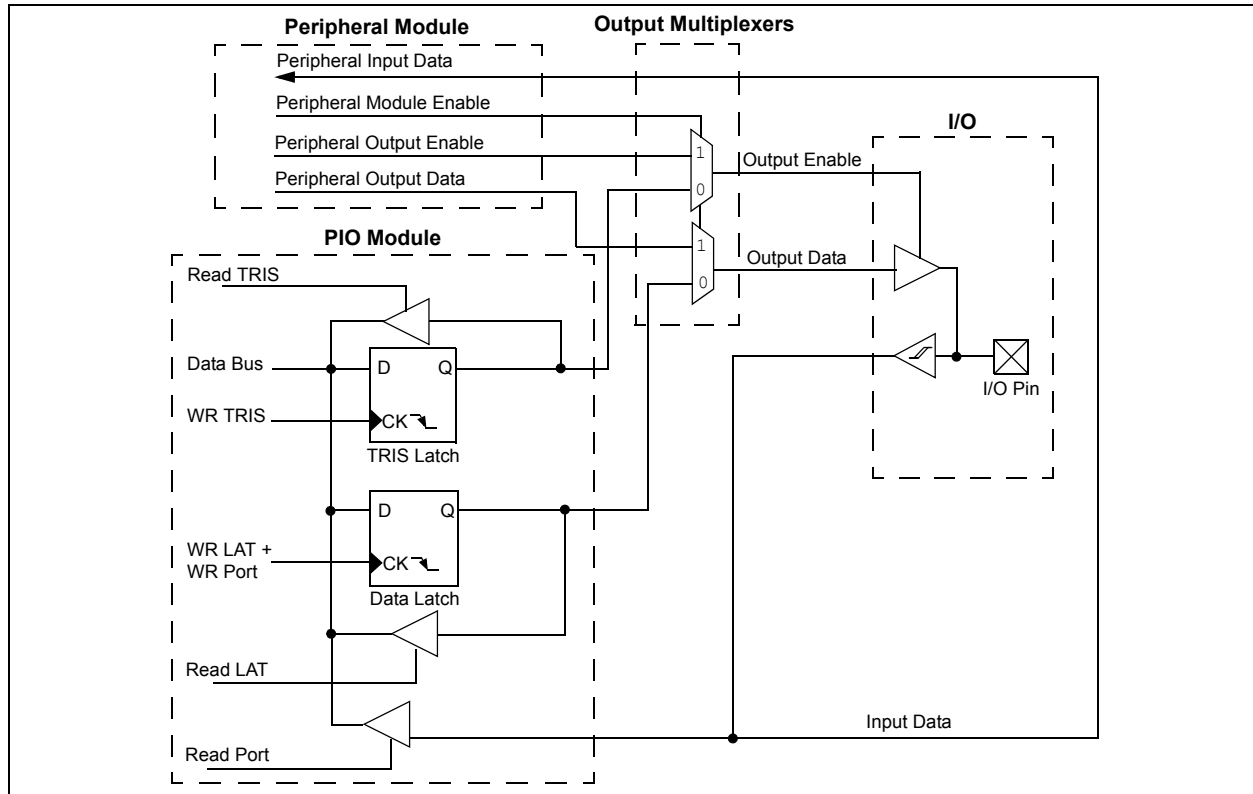 Peripheral Module
Output Multiplexers
Peripheral Input Data
Peripheral Module Enable
Peripheral Output Enable
Peripheral Output Data
1
0
Output Enable
I/O
1
0
Output Data
I/O Pin
PIO Module
Read TRIS
Data Bus
D
Q
WR TRIS
CK
TRIS Latch
D
Q
WR LAT +
WR Port
CK
Data Latch
Read LAT
Read Port
Input Data